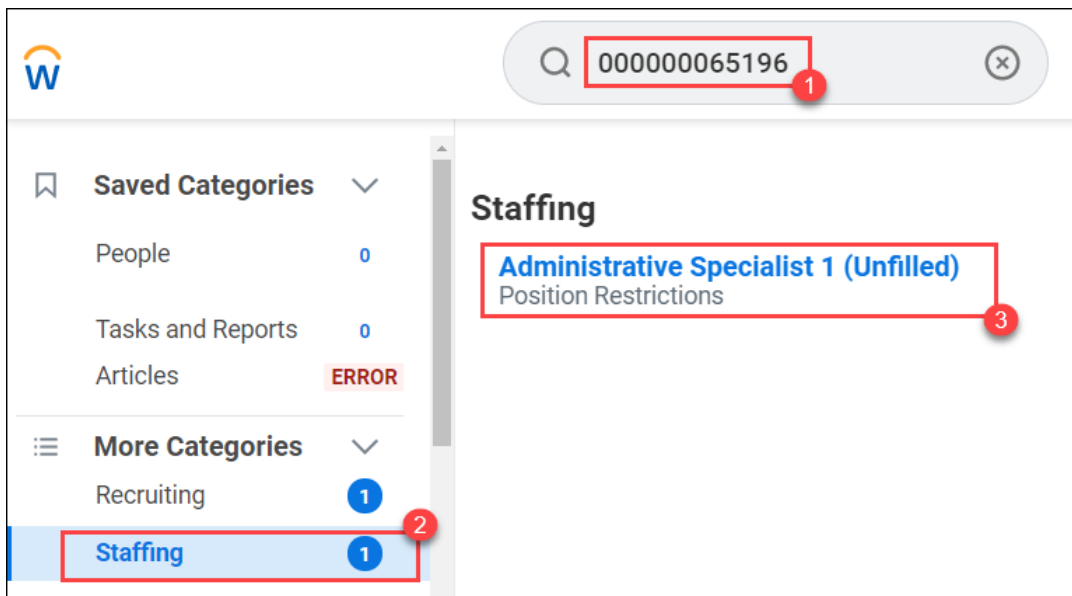 W
000000065196
1
Saved Categories
People 0
Tasks and Reports 0
Articles ERROR
More Categories
Recruiting 1
Staffing 1
2
Staffing
Administrative Specialist 1 (Unfilled)
Position Restrictions
3